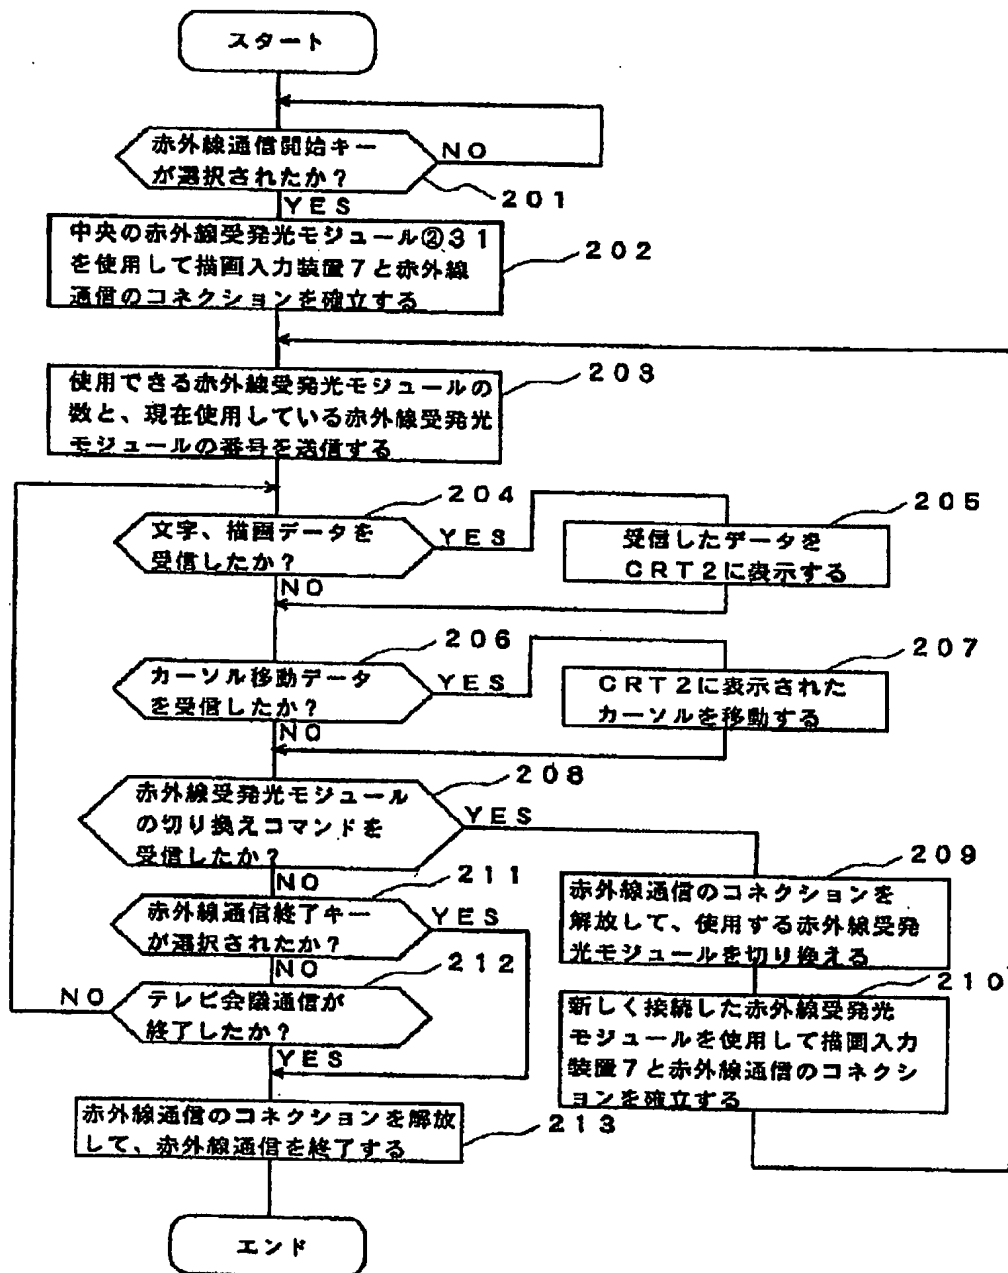 スタート
赤外線通信開始キー
が選択されたか？
NO
201
YES
中央の赤外線受発光モジュール②31
を使用して描画入力装置7と赤外線
通信のコネクションを確立する
202
使用できる赤外線受発光モジュールの
数と、現在使用している赤外線受発光
モジュールの番号を送信する
203
文字、描画データを
受信したか？
204
YES
NO
受信したデータを
CRT2に表示する
205
カーソル移動データ
を受信したか？
206
YES
NO
CRT2に表示された
カーソルを移動する
207
赤外線受発光モジュール
の切り換えコマンドを
受信したか？
208
YES
NO
赤外線通信のコネクションを
解放して、使用する赤外線受発
光モジュールを切り換える
209
新しく接続した赤外線受発光
モジュールを使用して描画入力
装置7と赤外線通信のコネクシ
ョンを確立する
210
赤外線通信終了キー
が選択されたか？
211
YES
NO
テレビ会議通信が
終了したか？
212
NO
YES
赤外線通信のコネクションを解放
して、赤外線通信を終了する
213
エンド